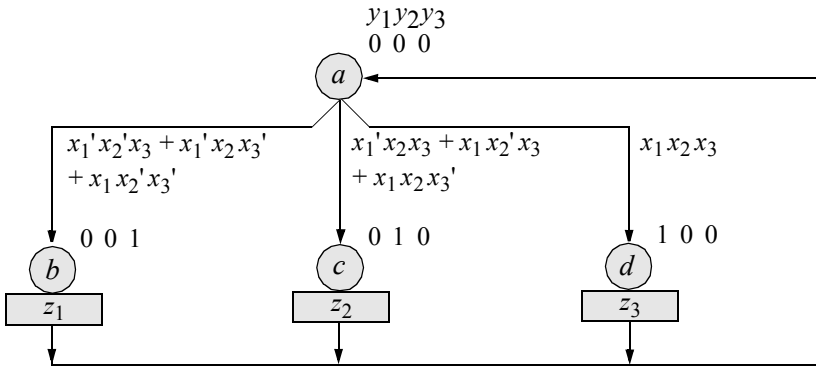 y₁y₂y₃
0 0 0
a
x₁'x₂'x₃ + x₁'x₂x₃'
+ x₁x₂'x₃'
x₁'x₂x₃ + x₁x₂'x₃
+ x₁x₂x₃'
x₁x₂x₃
0 0 1
0 1 0
1 0 0
b
c
d
z₁
z₂
z₃